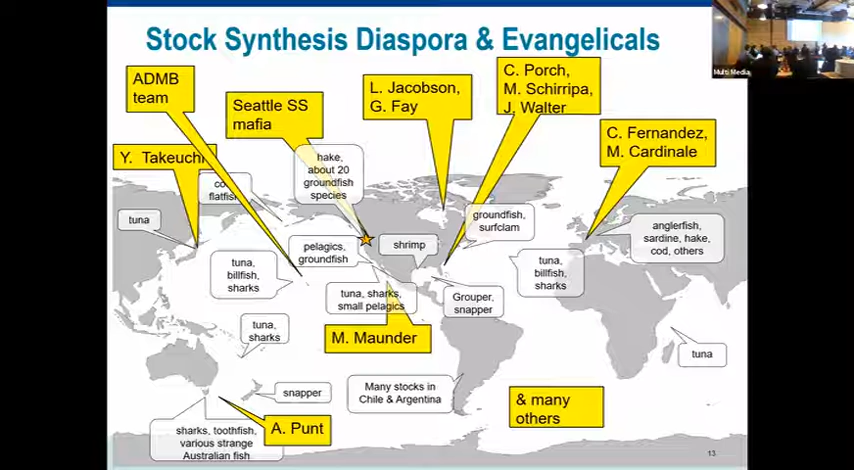 Stock Synthesis Diaspora & Evangelicals
Multi Media
ADMB
team
Seattle SS
mafia
L. Jacobson,
G. Fay
C. Porch,
M. Schirripa,
J. Walter
C. Fernandez,
M. Cardinale
Y. Takeuchi
hake,
about 20
groundfish
species
flatfish
tuna
groundfish,
surfclam
anglerfish,
sardine, hake,
cod, others
pelagics,
groundfish
shrimp
tuna,
billfish,
sharks
tuna,
billfish,
sharks
tuna, sharks,
small pelagics
Grouper,
snapper
tuna,
sharks
M. Maunder
tuna
snapper
Many stocks in
Chile & Argentina
& many
others
A. Punt
sharks, toothfish,
various strange
Australian fish
13